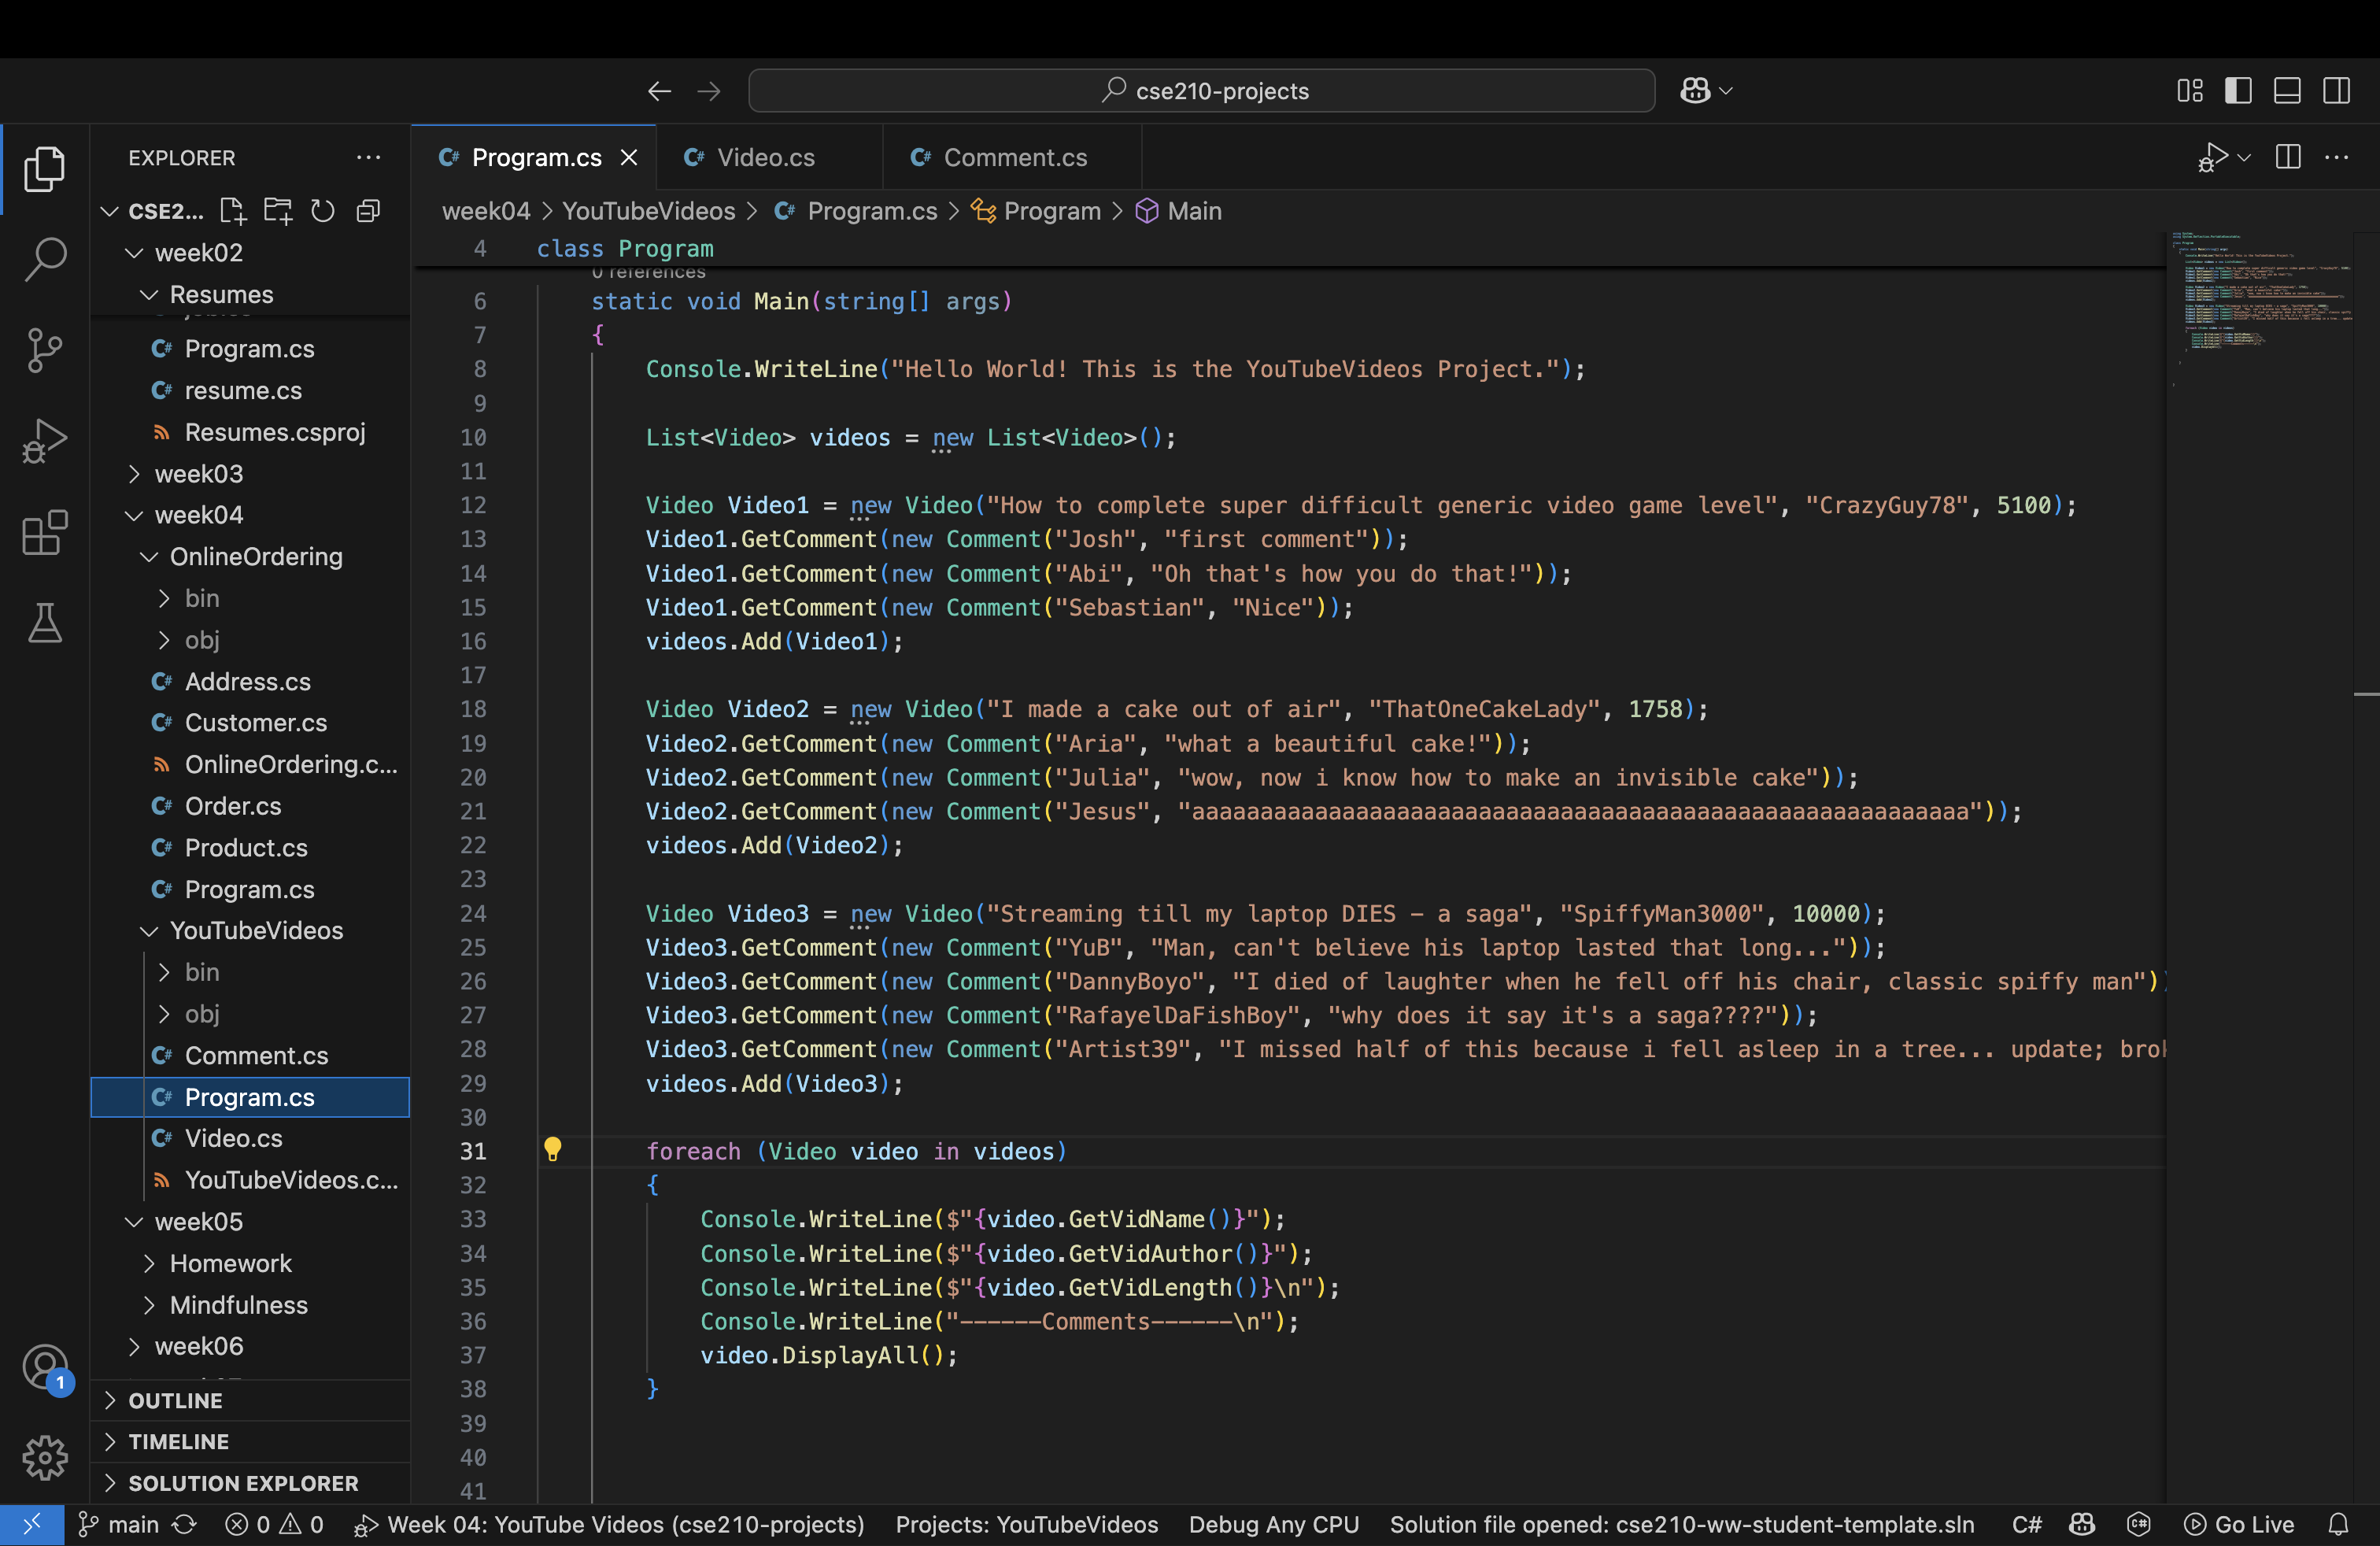 cse210-projects
EXPLORER
Program.cs
Video.cs
Comment.cs
CSE2...
week04 > YouTubeVideos > Program.cs > Program > Main
week02
Resumes
Program.cs
resume.cs
Resumes.csproj
week03
week04
OnlineOrdering
bin
obj
Address.cs
Customer.cs
OnlineOrdering.c...
Order.cs
Product.cs
Program.cs
YouTubeVideos
bin
obj
Comment.cs
Program.cs
Video.cs
YouTubeVideos.c...
week05
Homework
Mindfulness
week06
OUTLINE
TIMELINE
SOLUTION EXPLORER
1
4 class Program
0 references
6 static void Main(string[] args)
7 {
8 Console.WriteLine("Hello World! This is the YouTubeVideos Project.");
9
10 List<Video> videos = new List<Video>();
11
12 Video Video1 = new Video("How to complete super difficult generic video game level", "CrazyGuy78", 5100);
13 Video1.GetComment(new Comment("Josh", "first comment"));
14 Video1.GetComment(new Comment("Abi", "Oh that's how you do that!"));
15 Video1.GetComment(new Comment("Sebastian", "Nice"));
16 videos.Add(Video1);
17
18 Video Video2 = new Video("I made a cake out of air", "ThatOneCakeLady", 1758);
19 Video2.GetComment(new Comment("Aria", "what a beautiful cake!"));
20 Video2.GetComment(new Comment("Julia", "wow, now i know how to make an invisible cake"));
21 Video2.GetComment(new Comment("Jesus", "aaaaaaaaaaaaaaaaaaaaaaaaaaaaaaaaaaaaaaaaaaaaaaaaaaaaaaaaa"));
22 videos.Add(Video2);
23
24 Video Video3 = new Video("Streaming till my laptop DIES - a saga", "SpiffyMan3000", 10000);
25 Video3.GetComment(new Comment("YuB", "Man, can't believe his laptop lasted that long..."));
26 Video3.GetComment(new Comment("DannyBoyo", "I died of laughter when he fell off his chair, classic spiffy man"))
27 Video3.GetComment(new Comment("RafayelDaFishBoy", "why does it say it's a saga????"));
28 Video3.GetComment(new Comment("Artist39", "I missed half of this because i fell asleep in a tree... update; brok
29 videos.Add(Video3);
30
31 foreach (Video video in videos)
32 {
33 Console.WriteLine($"{video.GetVidName()}");
34 Console.WriteLine($"{video.GetVidAuthor()}");
35 Console.WriteLine($"{video.GetVidLength()}\n");
36 Console.WriteLine("------Comments------\n");
37 video.DisplayAll();
38 }
39
40
41
main 0 0 Week 04: YouTube Videos (cse210-projects) Projects: YouTubeVideos Debug Any CPU Solution file opened: cse210-ww-student-template.sln C# Go Live